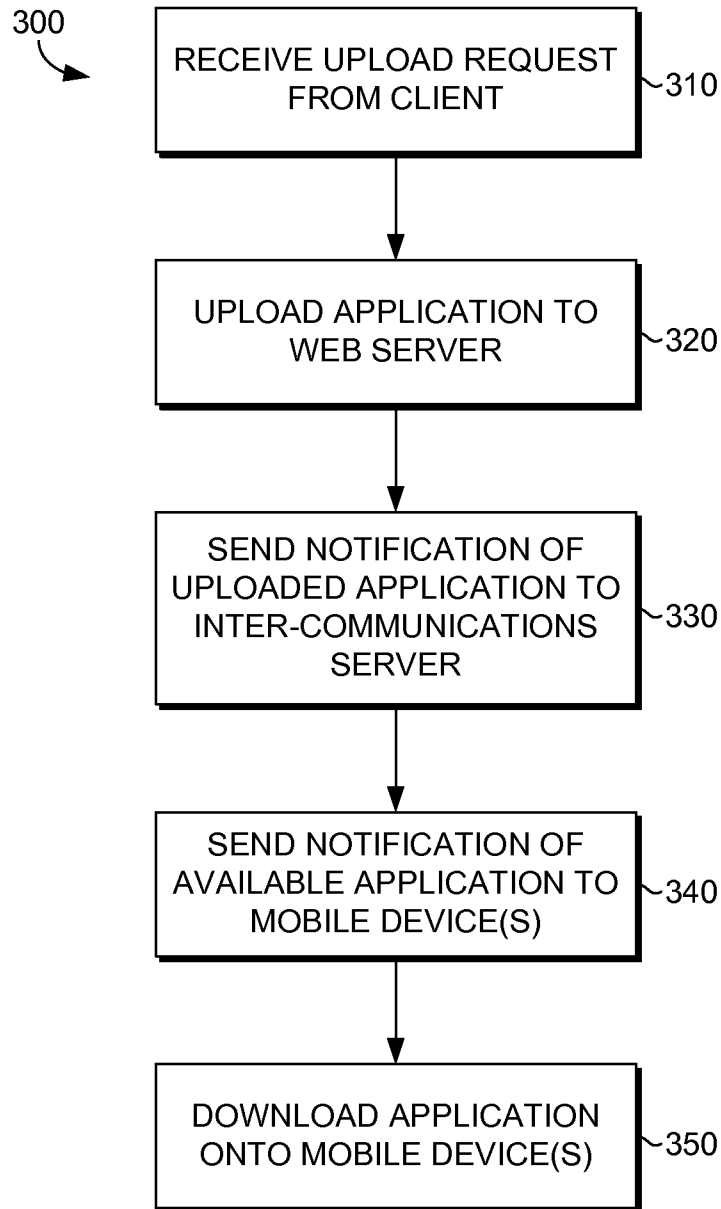 300
RECEIVE UPLOAD REQUEST
FROM CLIENT
310
UPLOAD APPLICATION TO
WEB SERVER
320
SEND NOTIFICATION OF
UPLOADED APPLICATION TO
INTER-COMMUNICATIONS
SERVER
330
SEND NOTIFICATION OF
AVAILABLE APPLICATION TO
MOBILE DEVICE(S)
340
DOWNLOAD APPLICATION
ONTO MOBILE DEVICE(S)
350